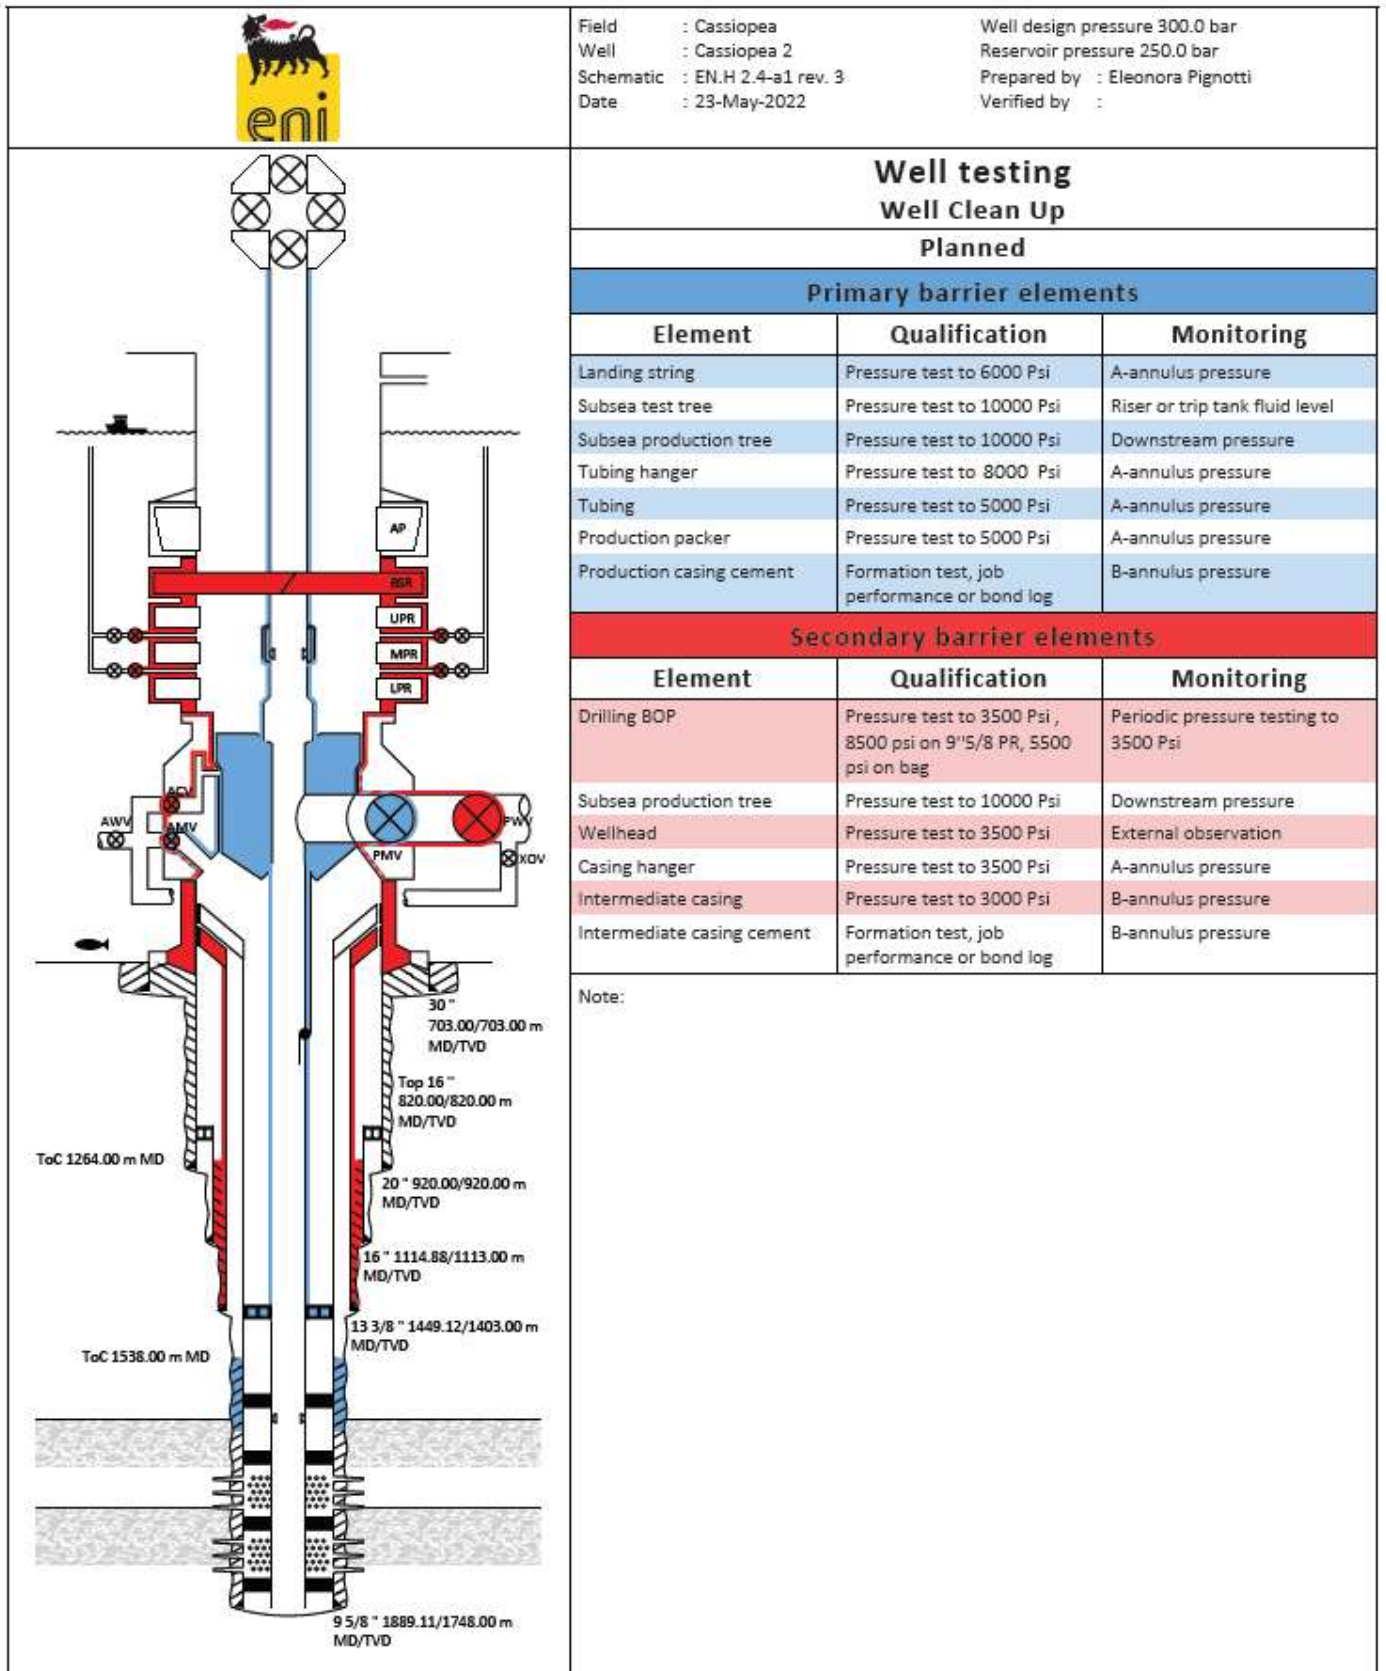 eni
Field : Cassiopea
Well : Cassiopea 2
Schematic : EN.H 2.4-a1 rev. 3
Date : 23-May-2022
Well design pressure 300.0 bar
Reservoir pressure 250.0 bar
Prepared by : Eleonora Pignotti
Verified by :
Well testing
Well Clean Up
Planned
Primary barrier elements
Element Qualification Monitoring
Landing string Pressure test to 6000 Psi A-annulus pressure
Subsea test tree Pressure test to 10000 Psi Riser or trip tank fluid level
Subsea production tree Pressure test to 10000 Psi Downstream pressure
Tubing hanger Pressure test to 8000 Psi A-annulus pressure
Tubing Pressure test to 5000 Psi A-annulus pressure
Production packer Pressure test to 5000 Psi A-annulus pressure
Production casing cement Formation test, job B-annulus pressure
performance or bond log
Secondary barrier elements
Element Qualification Monitoring
Drilling BOP Pressure test to 3500 Psi , Periodic pressure testing to
8500 psi on 9"5/8 PR, 5500 3500 Psi
psi on bag
Subsea production tree Pressure test to 10000 Psi Downstream pressure
Wellhead Pressure test to 3500 Psi External observation
Casing hanger Pressure test to 3500 Psi A-annulus pressure
Intermediate casing Pressure test to 3000 Psi B-annulus pressure
Intermediate casing cement Formation test, job B-annulus pressure
performance or bond log
Note:
AP
BSR
UPR
MPR
LPR
ACV
AWV
AMV
PWV
PMV
XOV
30 "
703.00/703.00 m
MD/TVD
Top 16 "
820.00/820.00 m
MD/TVD
ToC 1264.00 m MD
20 " 920.00/920.00 m
MD/TVD
16 " 1114.88/1113.00 m
MD/TVD
13 3/8 " 1449.12/1403.00 m
MD/TVD
ToC 1538.00 m MD
9 5/8 " 1889.11/1748.00 m
MD/TVD